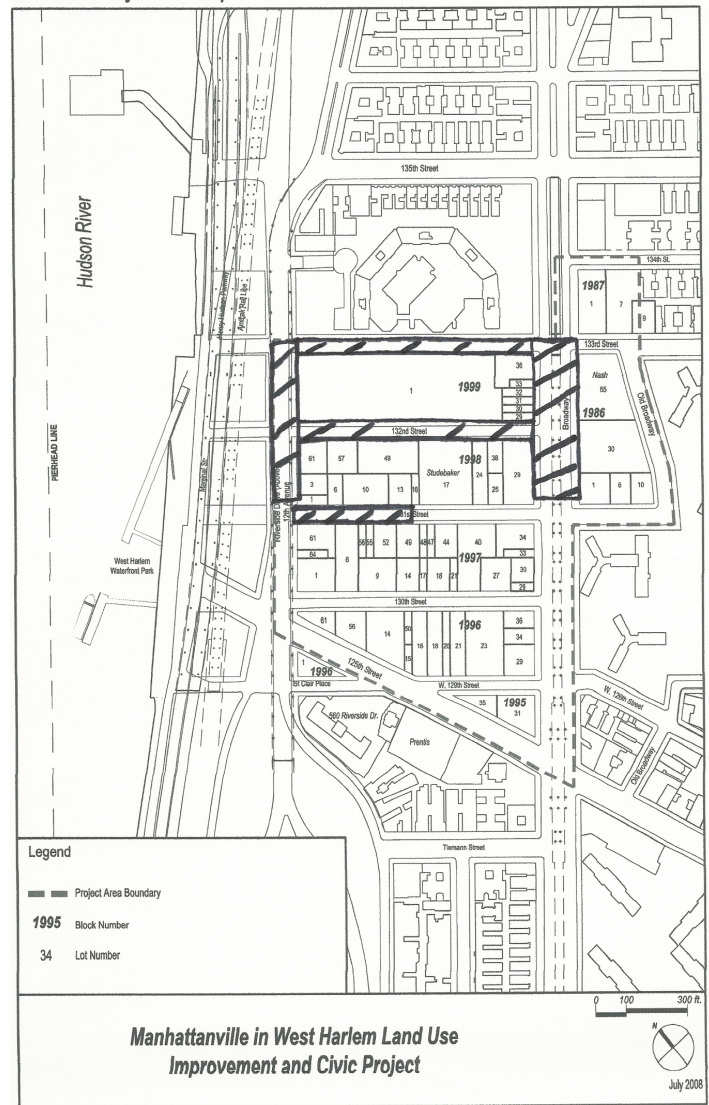 135th Street
Hudson River
134th St.
1987
1
7
9
Henry Hudson Parkway
Amtrak Rail Line
133rd Street
36
1
1999
33
32
31
30
29
Broadway
Nash
65
1986
Old Broadway
132nd Street
30
PIERHEAD LINE
61
57
49
1998
38
Studebaker
3
6
10
13
16
17
24
26
29
1
1
6
10
Marginal St.
12th Avenue
West Harlem
Waterfront Park
61
56
55
52
49
48
47
44
40
34
64
1997
33
1
6
9
14
17
18
21
27
30
29
130th Street
61
56
14
50
15
16
18
20
21
1996
23
36
34
29
125th Street
1
1996
St Clair Place
W. 129th Street
35
1995
31
W. 126th Street
560 Riverside Dr.
Prentis
Old Broadway
Tiemann Street
Legend
Project Area Boundary
1995 Block Number
34 Lot Number
0 100 300 ft.
Manhattanville in West Harlem Land Use
Improvement and Civic Project
N
July 2008